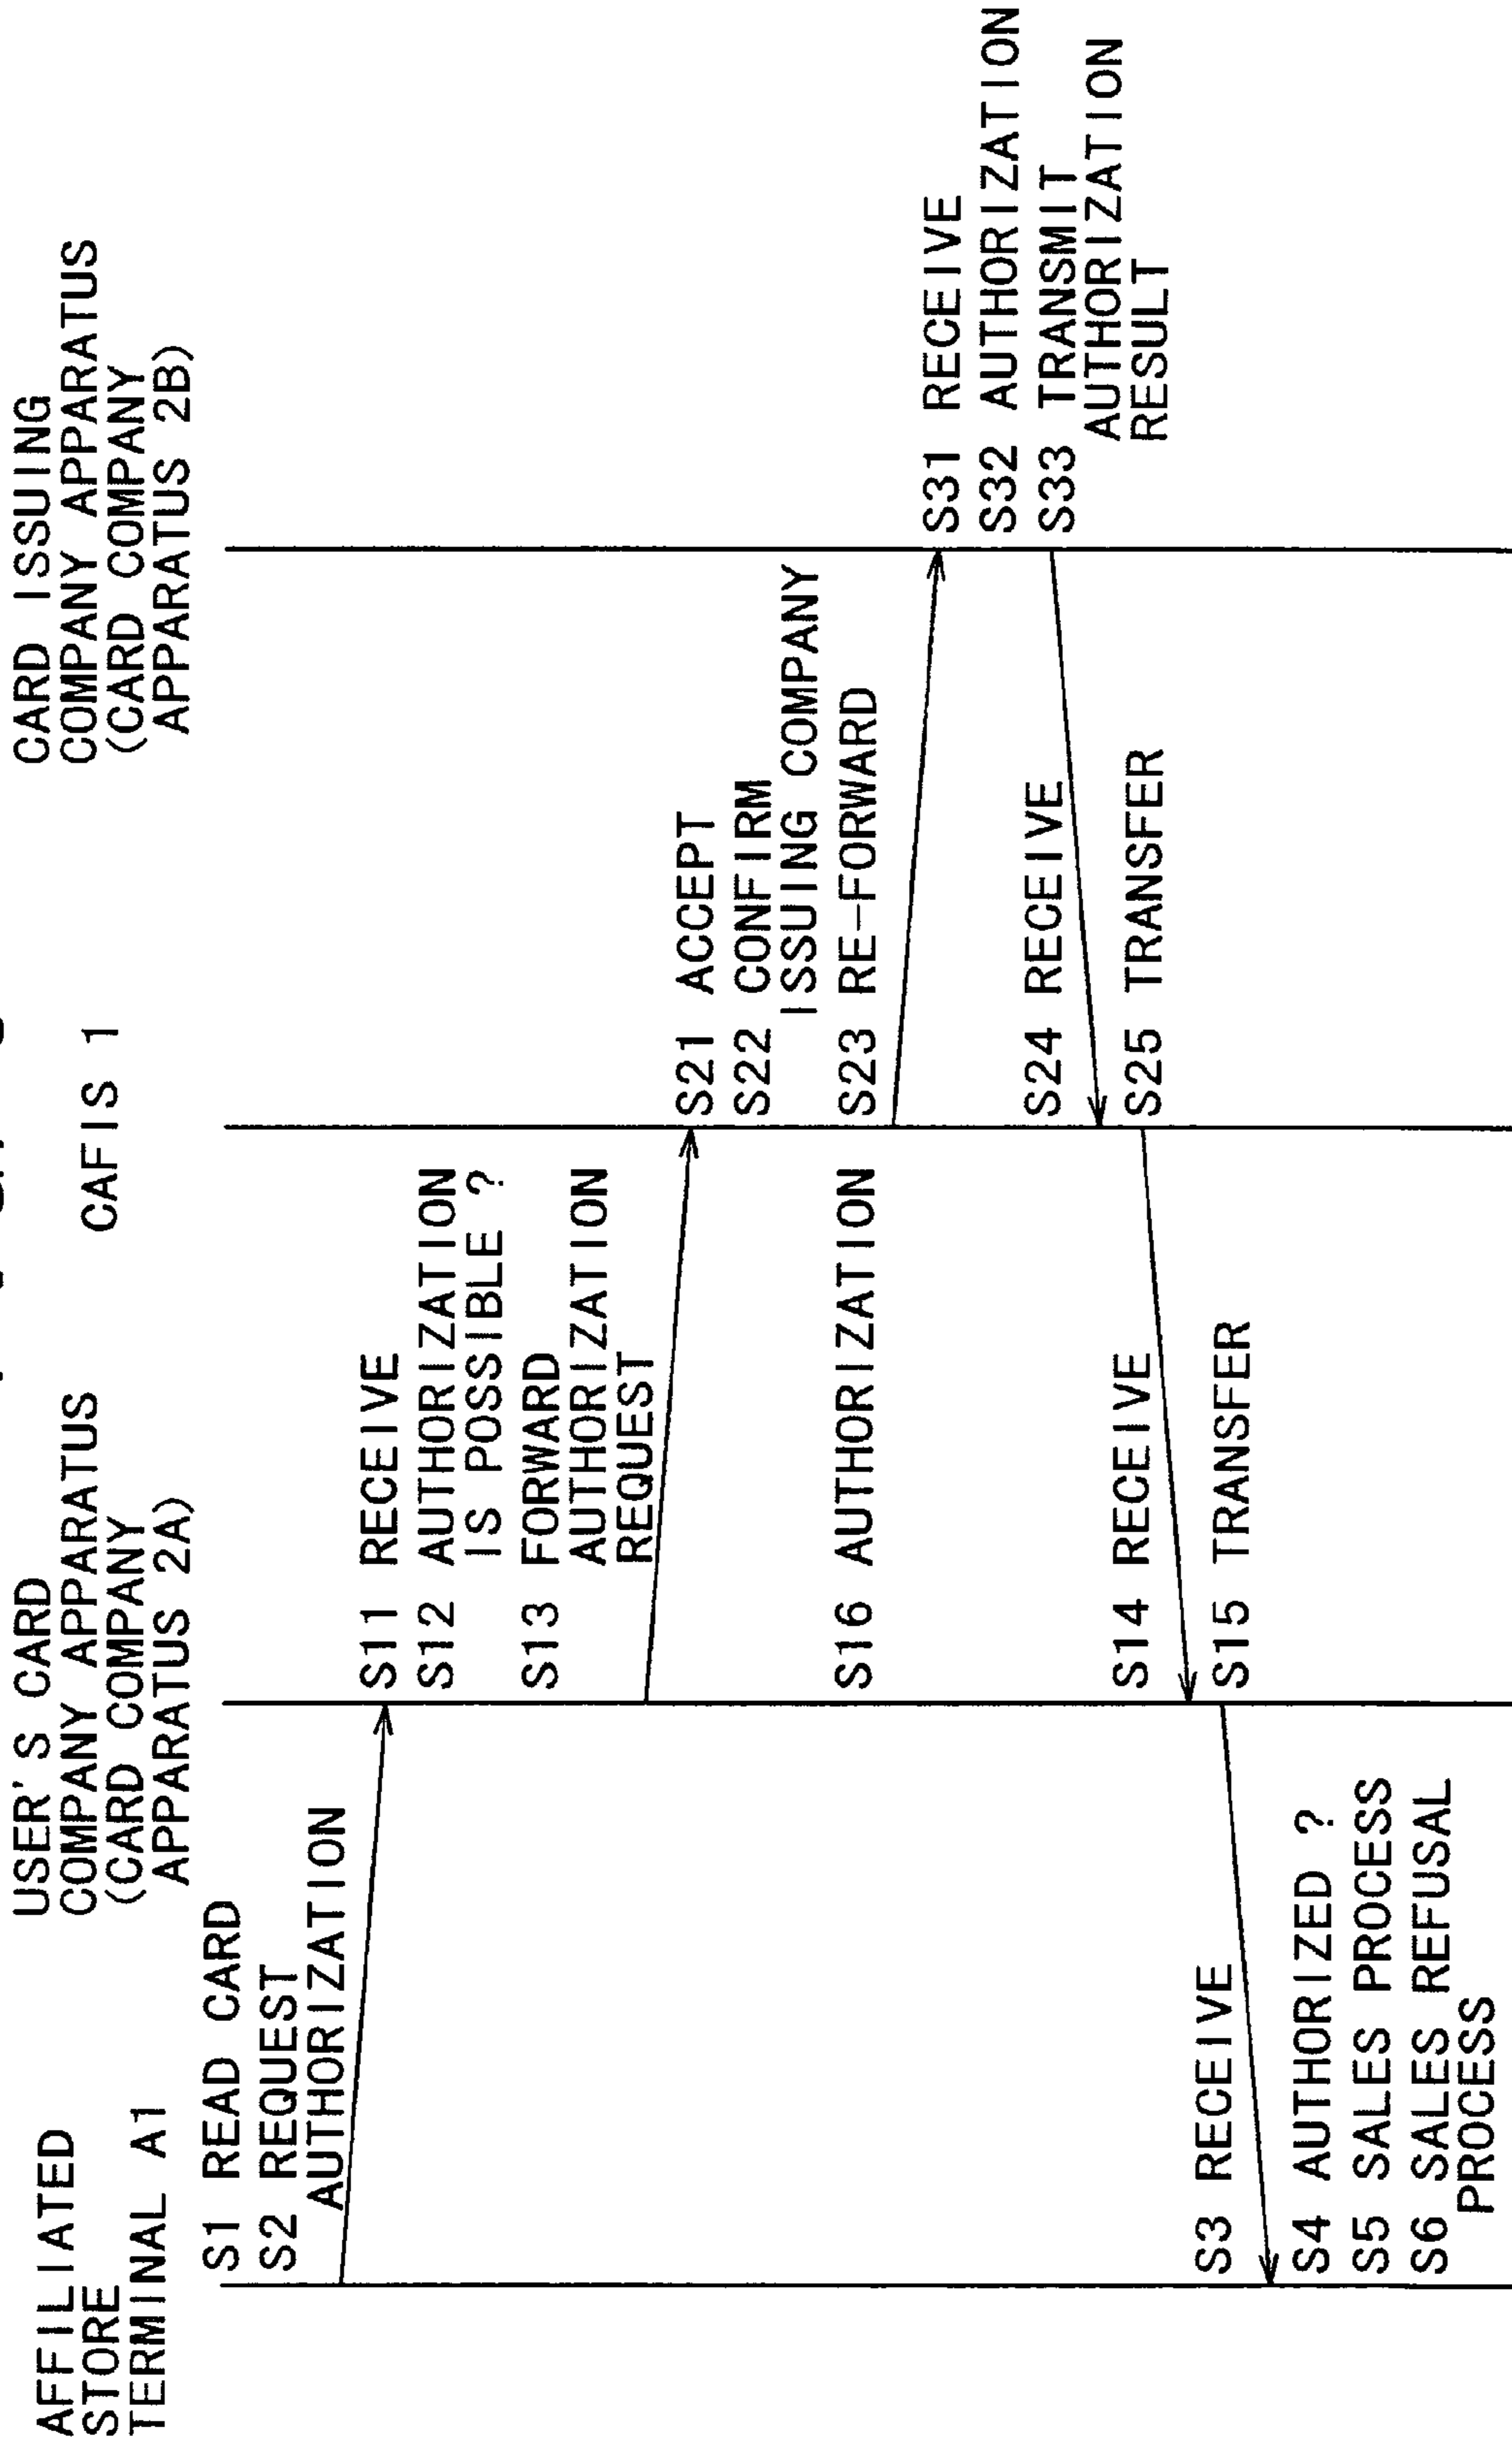 AFFILIATED
STORE
TERMINAL A1
USER'S CARD
COMPANY APPARATUS
(CARD COMPANY
APPARATUS 2A)
CAFIS 1
CARD ISSUING
COMPANY APPARATUS
(CARD COMPANY
APPARATUS 2B)
S1 READ CARD
S2 REQUEST
AUTHORIZATION
S11 RECEIVE
S12 AUTHORIZATION
IS POSSIBLE ?
S13 FORWARD
AUTHORIZATION
REQUEST
S21 ACCEPT
S22 CONFIRM
ISSUING COMPANY
S23 RE-FORWARD
S16 AUTHORIZATION
S31 RECEIVE
S32 AUTHORIZATION
S33 TRANSMIT
AUTHORIZATION
RESULT
S24 RECEIVE
S25 TRANSFER
S14 RECEIVE
S15 TRANSFER
S3 RECEIVE
S4 AUTHORIZED ?
S5 SALES PROCESS
S6 SALES REFUSAL
PROCESS